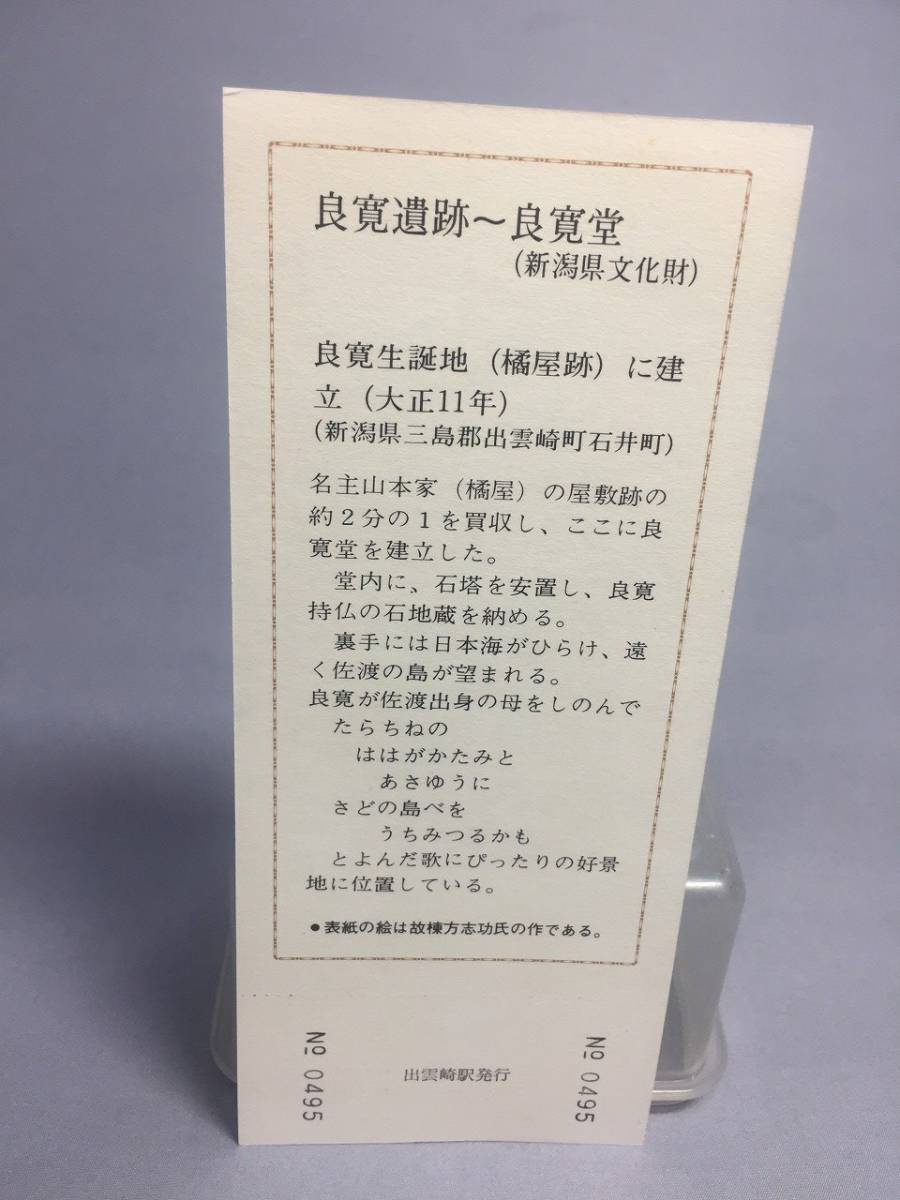 良寛遺跡～良寛堂
(新潟県文化財)
良寛生誕地（橘屋跡）に建
立（大正11年）
(新潟県三島郡出雲崎町石井町)
名主山本家（橘屋）の屋敷跡の
約２分の１を買収し、ここに良
寛堂を建立した。
堂内に、石塔を安置し、良寛
持仏の石地蔵を納める。
裏手には日本海がひらけ、遠
く佐渡の島が望まれる。
良寛が佐渡出身の母をしのんで
たらちねの
ははがかたみと
あさゆうに
さどの島べを
うちみつるかも
とよんだ歌にぴったりの好景
地に位置している。
●表紙の絵は故棟方志功氏の作である。
№ 0495
出雲崎駅発行
№ 0495